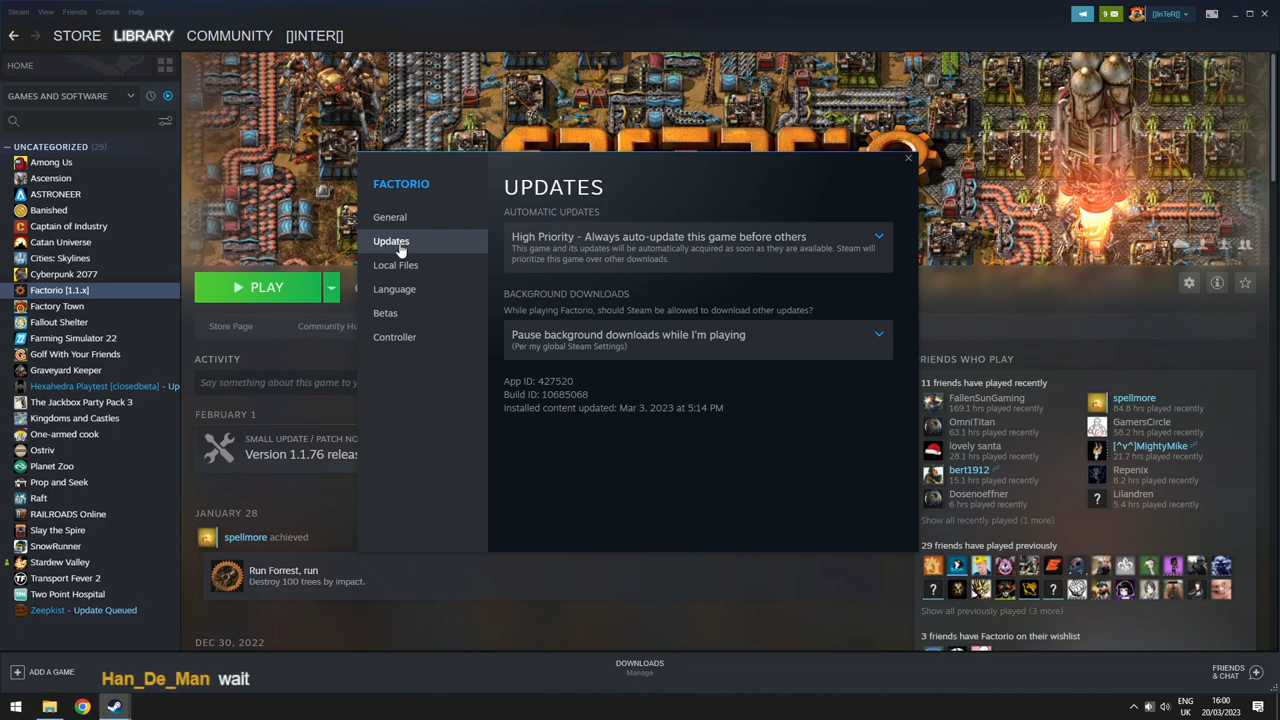 Steam View Friends Games Help
9
[]InTeR[]
STORE LIBRARY COMMUNITY []INTER[]
HOME
GAMES AND SOFTWARE
UNCATEGORIZED (29)
Among Us
Ascension
ASTRONEER
Banished
Captain of Industry
Catan Universe
Cities: Skylines
Cyberpunk 2077
Factorio [1.1.x]
Factory Town
Fallout Shelter
Farming Simulator 22
Golf With Your Friends
Graveyard Keeper
Hexahedra Playtest [closedbeta] - Up
The Jackbox Party Pack 3
Kingdoms and Castles
One-armed cook
Ostriv
Planet Zoo
Prop and Seek
Raft
RAILROADS Online
Slay the Spire
SnowRunner
Stardew Valley
Transport Fever 2
Two Point Hospital
Zeepkist - Update Queued
PLAY
Store Page Community Hu
ACTIVITY
Say something about this game to y
FEBRUARY 1
SMALL UPDATE / PATCH NO
Version 1.1.76 releas
JANUARY 28
spellmore achieved
Run Forrest, run
Destroy 100 trees by impact.
DEC 30, 2022
FACTORIO
General
Updates
Local Files
Language
Betas
Controller
UPDATES
AUTOMATIC UPDATES
High Priority - Always auto-update this game before others
This game and its updates will be automatically acquired as soon as they are available. Steam will
prioritize this game over other downloads.
BACKGROUND DOWNLOADS
While playing Factorio, should Steam be allowed to download other updates?
Pause background downloads while I'm playing
(Per my global Steam Settings)
App ID: 427520
Build ID: 10685068
Installed content updated: Mar 3, 2023 at 5:14 PM
RIENDS WHO PLAY
11 friends have played recently
FallenSunGaming
169.1 hrs played recently
spellmore
84.8 hrs played recently
OmniTitan
63.1 hrs played recently
GamersCircle
58.2 hrs played recently
lovely santa
28.1 hrs played recently
[^v^]MightyMike
21.7 hrs played recently
bert1912
15.1 hrs played recently
Repenix
8.2 hrs played recently
Dosenoeffner
6 hrs played recently
Lilandren
5.4 hrs played recently
Show all recently played (1 more)
29 friends have played previously
Show all previously played (3 more)
3 friends have Factorio on their wishlist
ADD A GAME
Han_De_Man wait
DOWNLOADS
Manage
FRIENDS
& CHAT
ENG
UK
16:00
20/03/2023